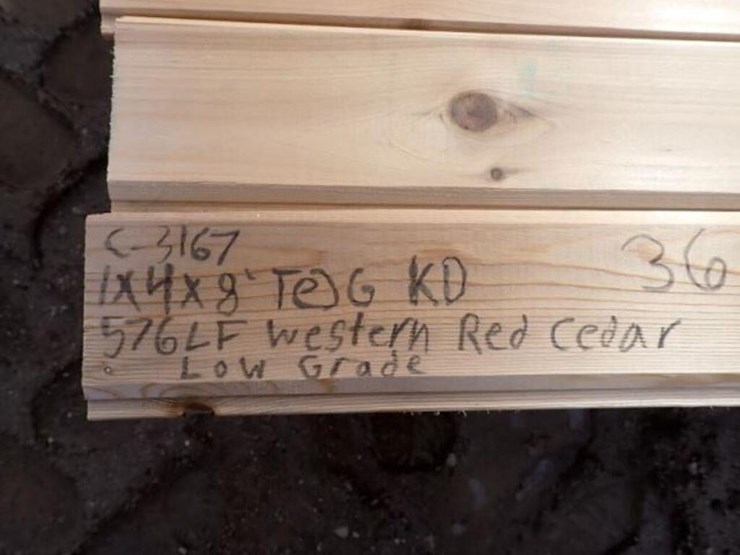 C-3167
36
1X4X8' T&G KD
576LF Western Red Cedar
Low Grade